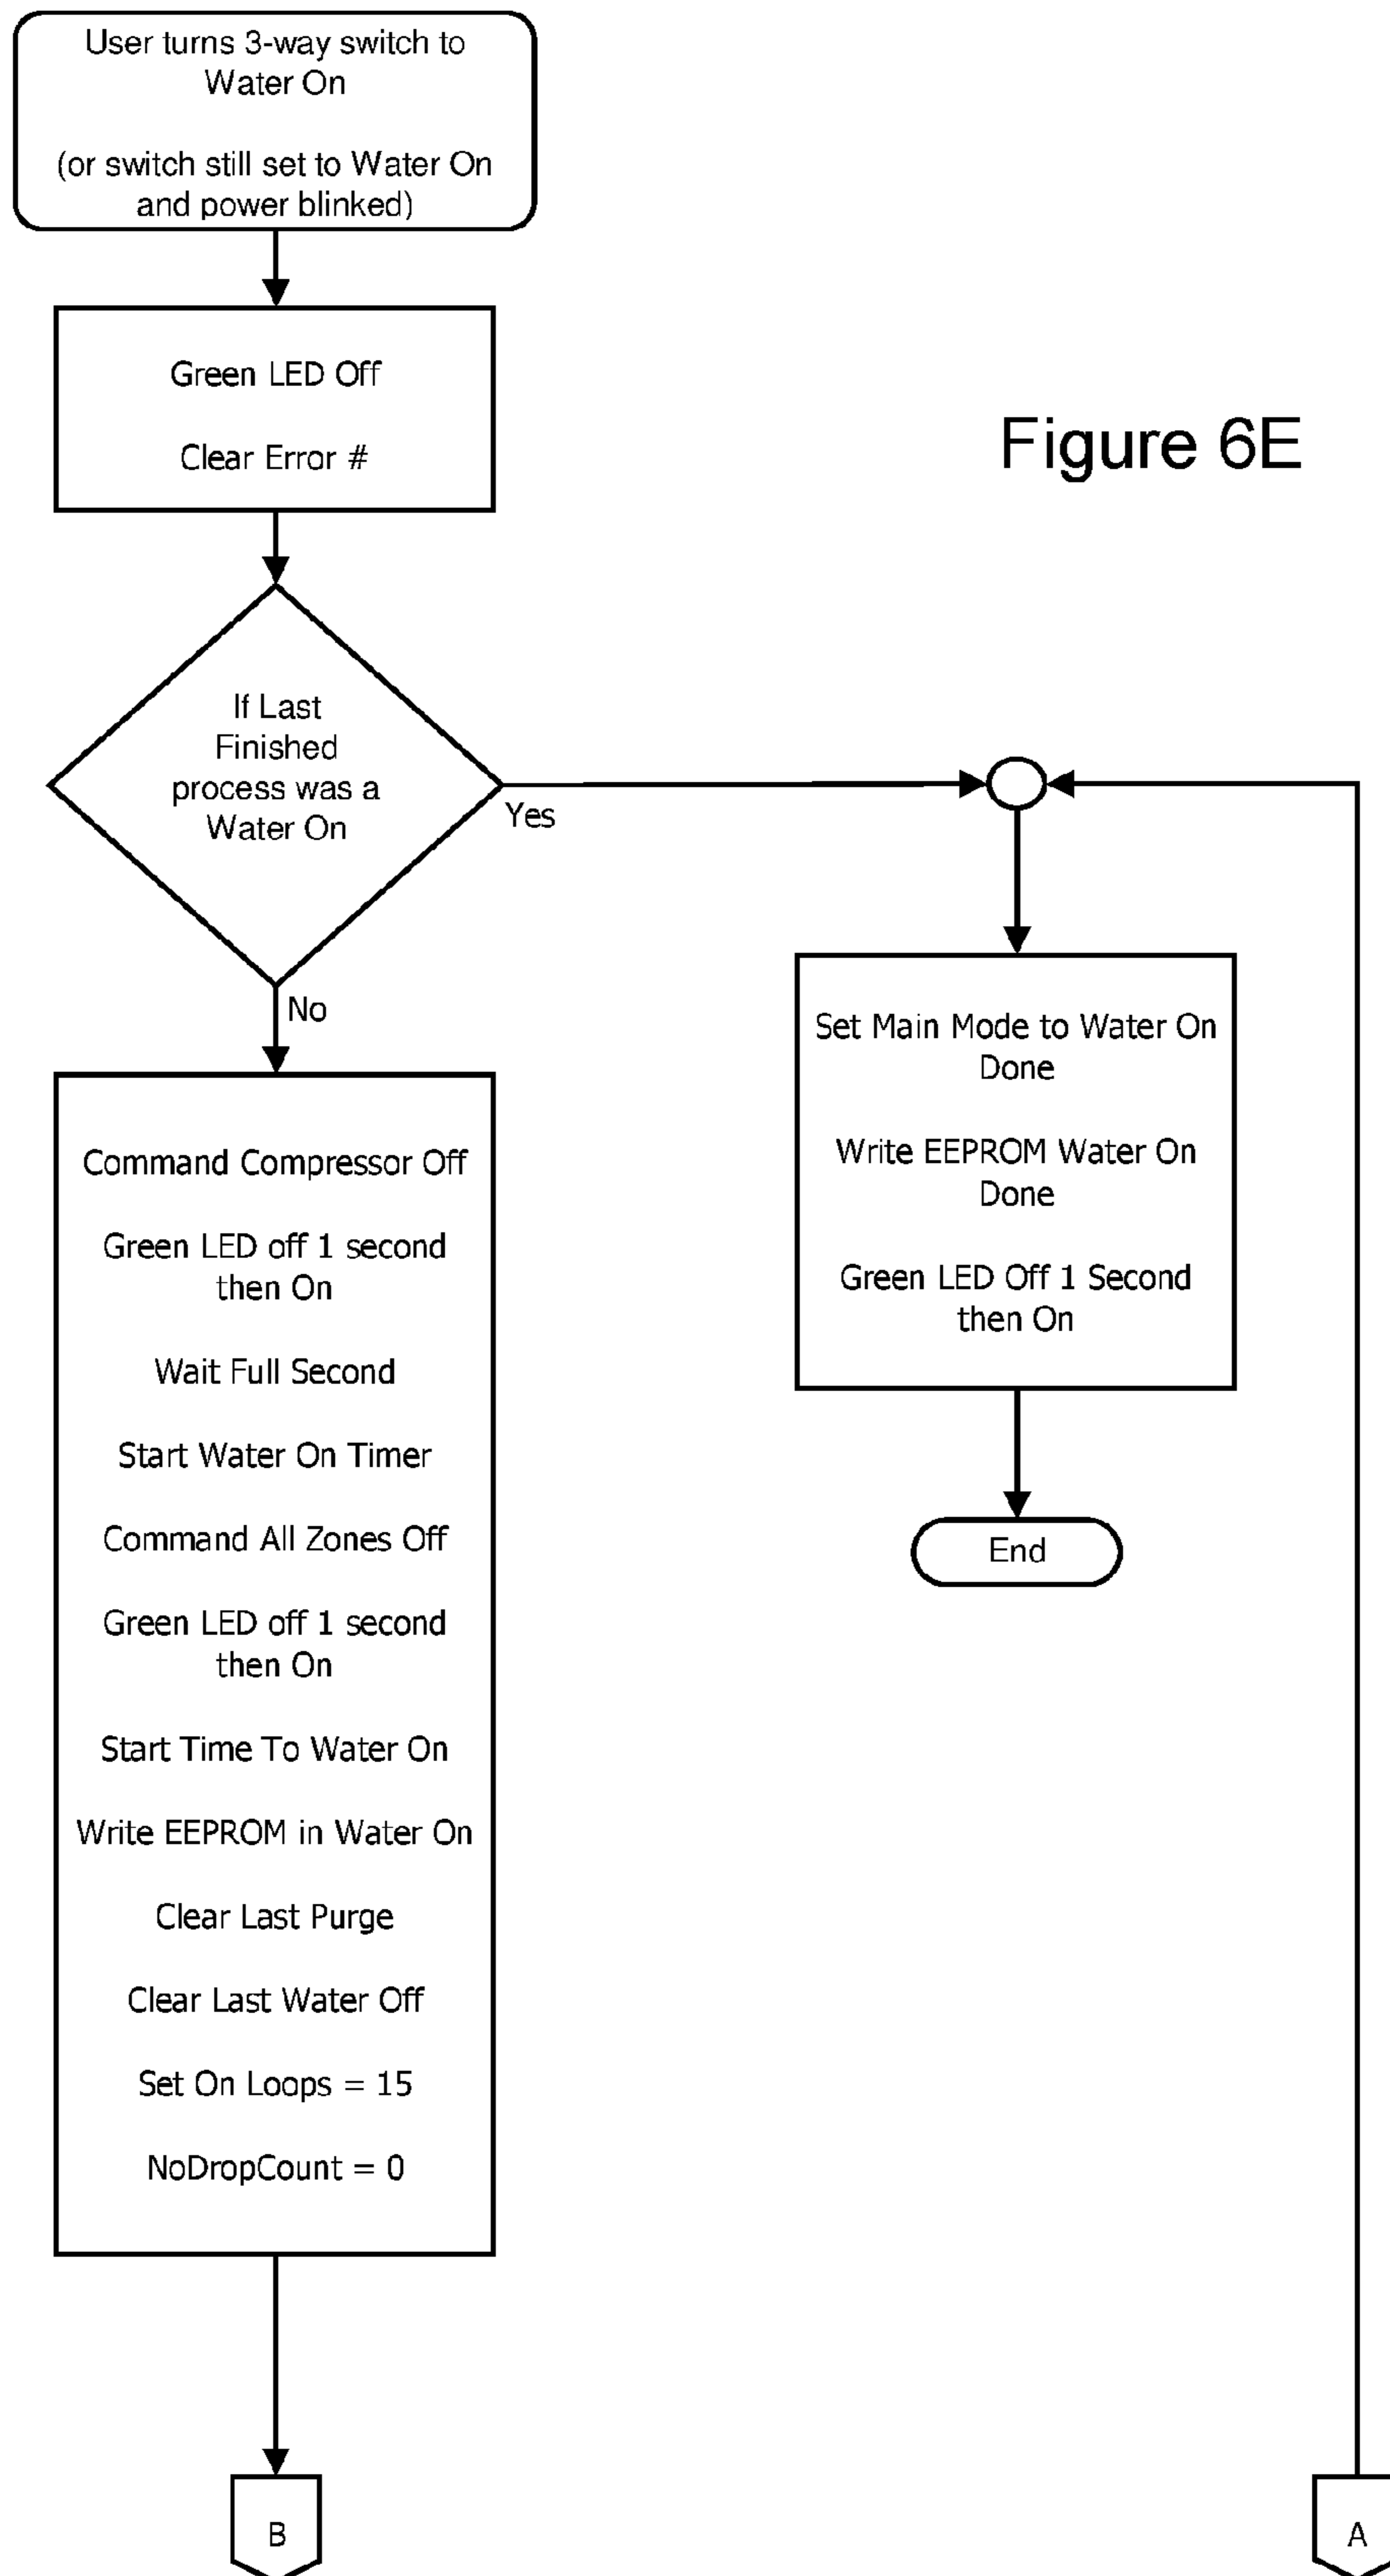 User turns 3-way switch to
Water On
(or switch still set to Water On
and power blinked)
Green LED Off
Clear Error #
Figure 6E
If Last
Finished
process was a
Water On
Yes
No
Set Main Mode to Water On
Done
Write EEPROM Water On
Done
Green LED Off 1 Second
then On
End
Command Compressor Off
Green LED off 1 second
then On
Wait Full Second
Start Water On Timer
Command All Zones Off
Green LED off 1 second
then On
Start Time To Water On
Write EEPROM in Water On
Clear Last Purge
Clear Last Water Off
Set On Loops = 15
NoDropCount = 0
B
A